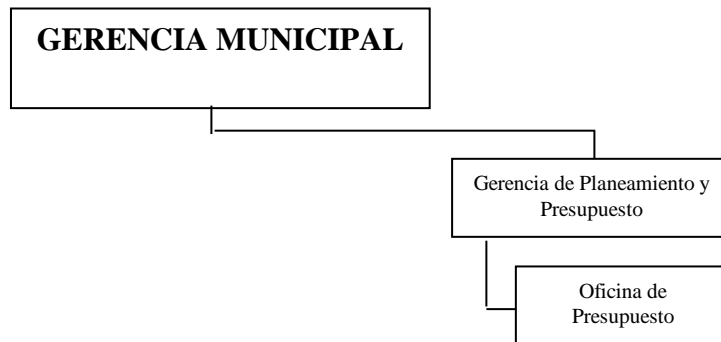 GERENCIA MUNICIPAL
Gerencia de Planeamiento y
Presupuesto
Oficina de
Presupuesto